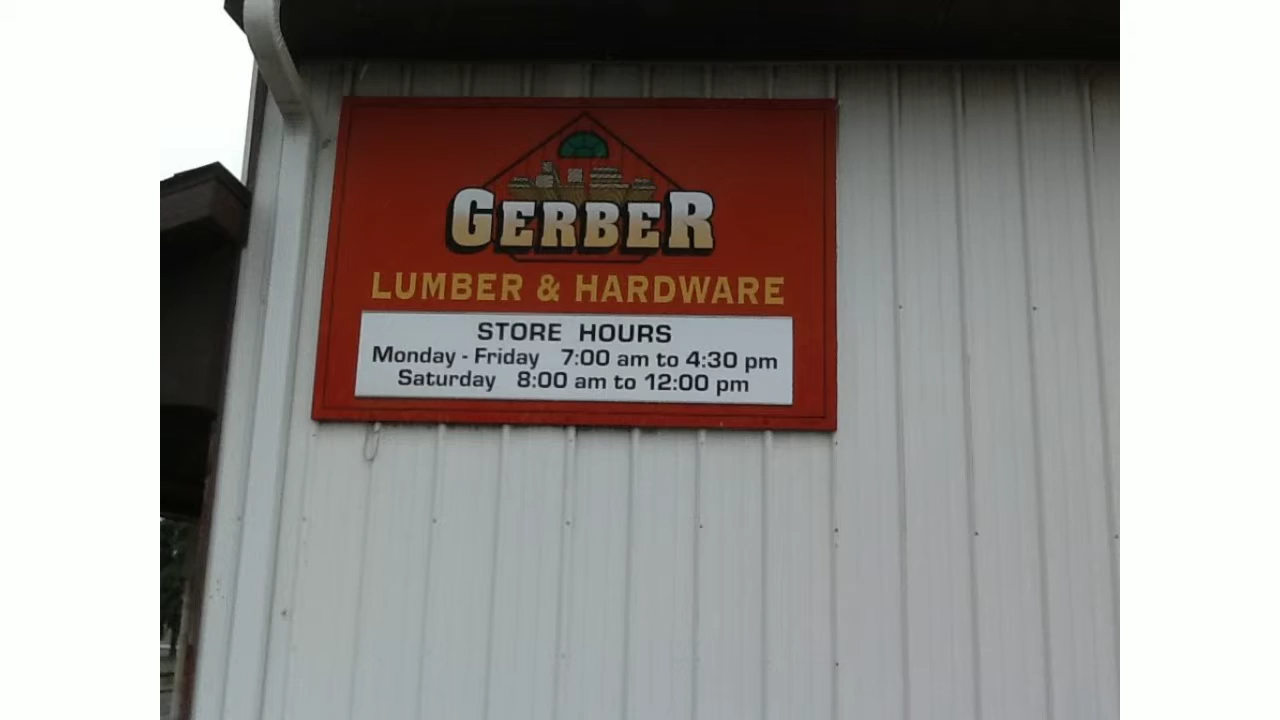 GERBER
LUMBER & HARDWARE
STORE HOURS
Monday - Friday 7:00 am to 4:30 pm
Saturday 8:00 am to 12:00 pm